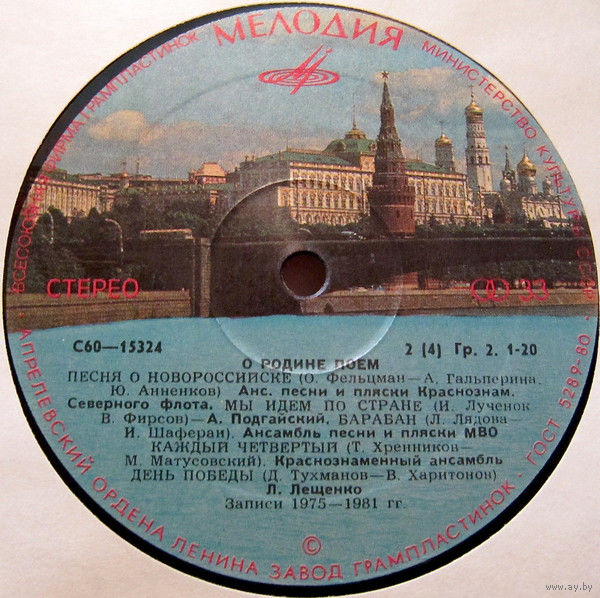 МЕЛОДИЯ
ВСЕСОЮЗНАЯ ФИРМА ГРАМПЛАСТИНОК
МИНИСТЕРСТВО КУЛЬТУРЫ СССР
СТЕРЕО
33
С60—15324
2 (4) Гр. 2. 1-20
О РОДИНЕ ПОЕМ
ПЕСНЯ О НОВОРОССИЙСКЕ (О. Фельцман—А. Гальперина,
Ю. Анненков) Анс. песни и пляски Краснознам.
Северного флота. МЫ ИДЕМ ПО СТРАНЕ (И. Лученок
В. Фирсов)—А. Подгайский, БАРАБАН (Л. Лядова
И. Шаферан) Ансамбль песни и пляски МВО
КАЖДЫЙ ЧЕТВЕРТЫЙ (Т. Хренников—
М. Матусовский). Краснознаменный ансамбль
ДЕНЬ ПОБЕДЫ (Д. Тухманов—В. Харитонов)
Л. Лещенко
Записи 1975—1981 гг.
©
АПРЕЛЕВСКИЙ ОРДЕНА ЛЕНИНА ЗАВОД ГРАМПЛАСТИНОК - ГОСТ 5289-80
www.ay.by